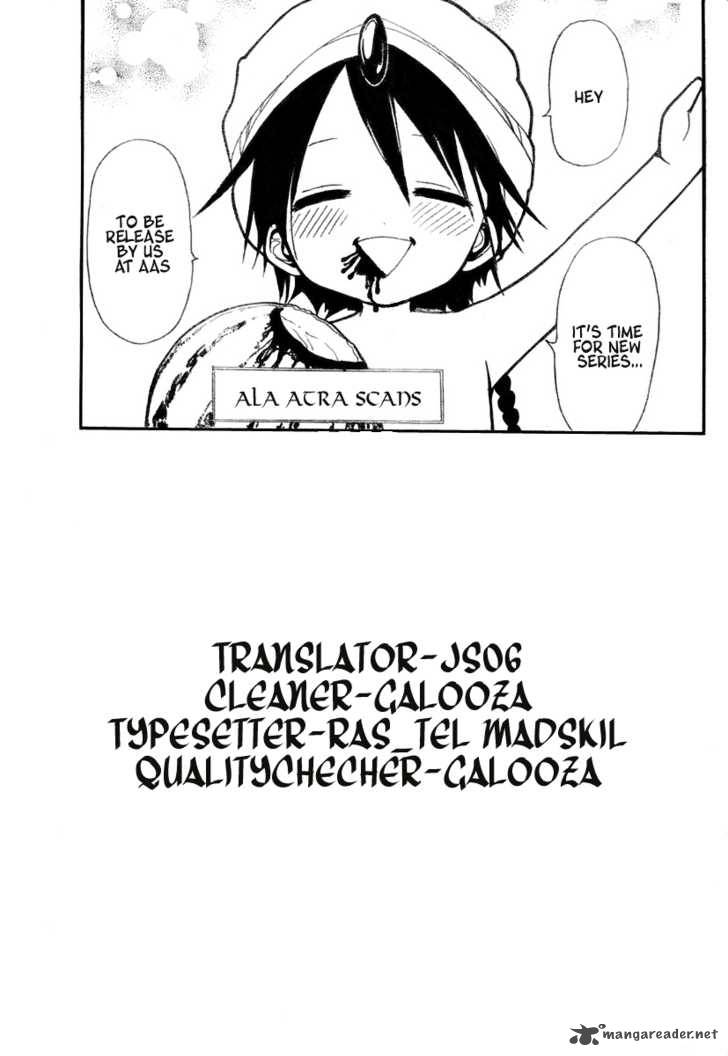 HEY
IT'S TIME
FOR NEW
SERIES...
TO BE
RELEASE
BY US
AT AAS
ALA ATRA SCANS
TRANSLATOR-JS06
CLEANER-GALOOZA
TYPESETTER-RAS_TEL MADSKIL
QUALITYCHECHER-GALOOZA
mangareader.net